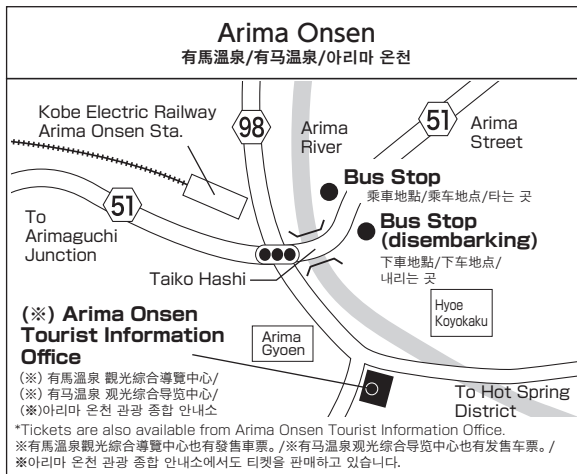 Arima Onsen
有馬溫泉/有马温泉/아리마 온천
Kobe Electric Railway
Arima Onsen Sta.
98
Arima
River
51
Arima
Street
Bus Stop
乘車地點/乘车地点/타는 곳
51
To
Arimaguchi
Junction
Bus Stop
(disembarking)
下車地點/下车地点/
내리는 곳
Taiko Hashi
(※) Arima Onsen
Tourist Information
Office
(※) 有馬溫泉 觀光綜合導覽中心/
(※) 有马温泉 观光综合导览中心/
(※)아리마 온천 관광 종합 안내소
Arima
Gyoen
Hyoe
Koyokaku
To Hot Spring
District
*Tickets are also available from Arima Onsen Tourist Information Office.
※有馬溫泉觀光綜合導覽中心也有發售車票。/※有马温泉观光综合导览中心也有发售车票。/
※아리마 온천 관광 종합 안내소에서도 티켓을 판매하고 있습니다.